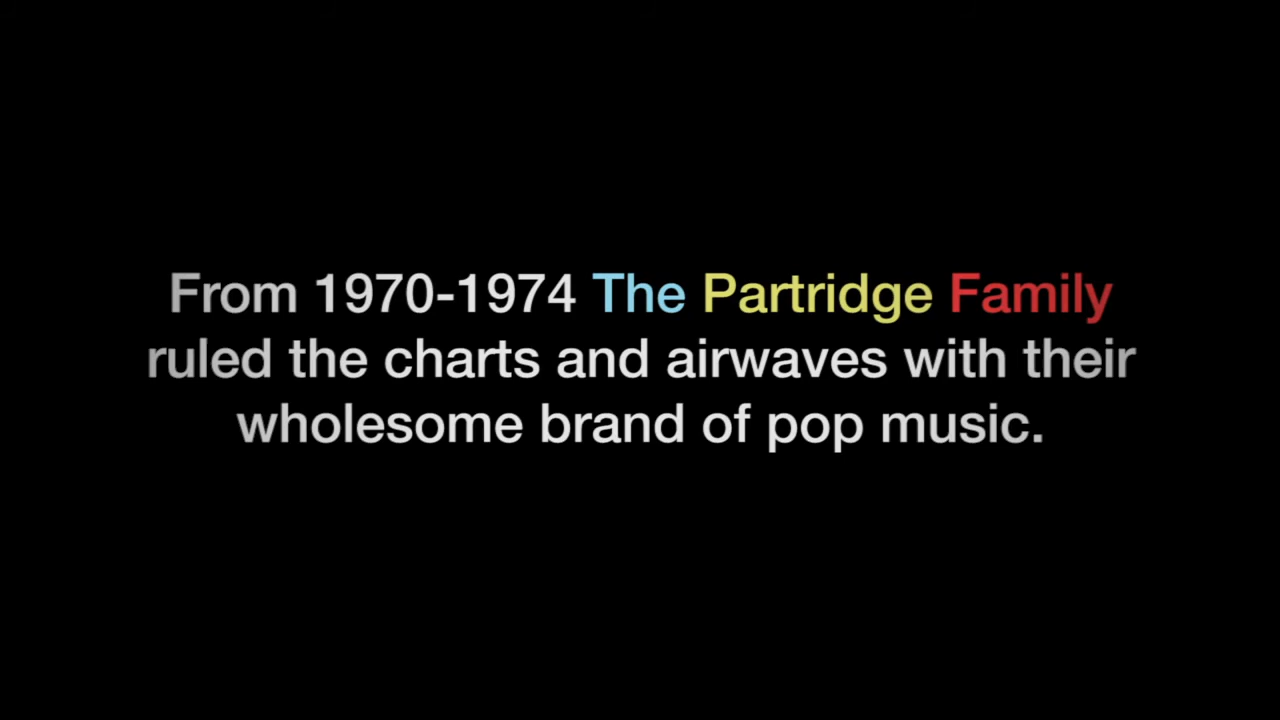 From 1970-1974 The Partridge Family
ruled the charts and airwaves with their
wholesome brand of pop music.